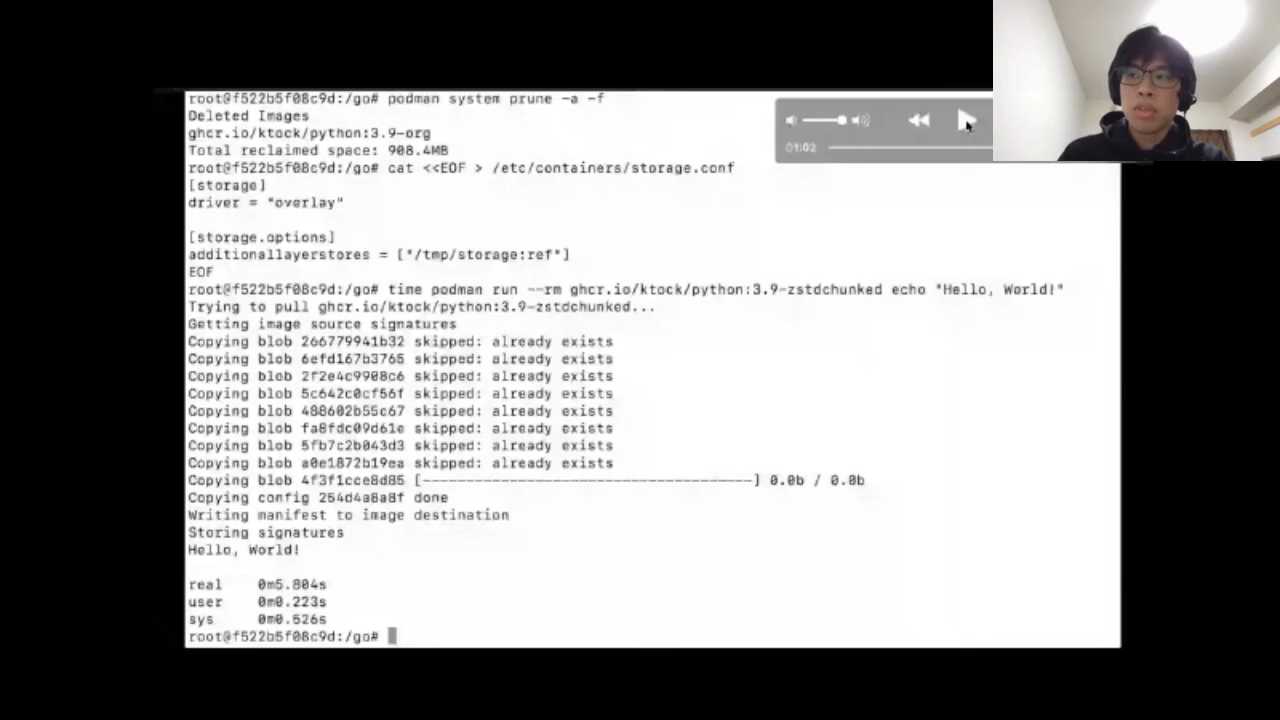 root@f522b5f08c9d:/go# podman system prune -a -f
Deleted Images
ghcr.io/ktock/python:3.9-org
Total reclaimed space: 908.4MB
root@f522b5f08c9d:/go# cat <<EOF > /etc/containers/storage.conf
[storage]
driver = "overlay"
[storage.options]
additionallayerstores = ["/tmp/storage:ref"]
EOF
root@f522b5f08c9d:/go# time podman run --rm ghcr.io/ktock/python:3.9-zstdchunked echo "Hello, World!"
Trying to pull ghcr.io/ktock/python:3.9-zstdchunked...
Getting image source signatures
Copying blob 266779941b32 skipped: already exists
Copying blob 6efd167b3765 skipped: already exists
Copying blob 2f2e4c9908c6 skipped: already exists
Copying blob 5c642c0cf56f skipped: already exists
Copying blob 488602b55c67 skipped: already exists
Copying blob fa8fdc09d61e skipped: already exists
Copying blob 5fb7c2b043d3 skipped: already exists
Copying blob a0e1872b19ea skipped: already exists
Copying blob 4f3f1cce8d85 [--------------------------------------] 0.0b / 0.0b
Copying config 254d4a8a8f done
Writing manifest to image destination
Storing signatures
Hello, World!
real 0m5.804s
user 0m0.223s
sys 0m0.526s
root@f522b5f08c9d:/go#
01:02